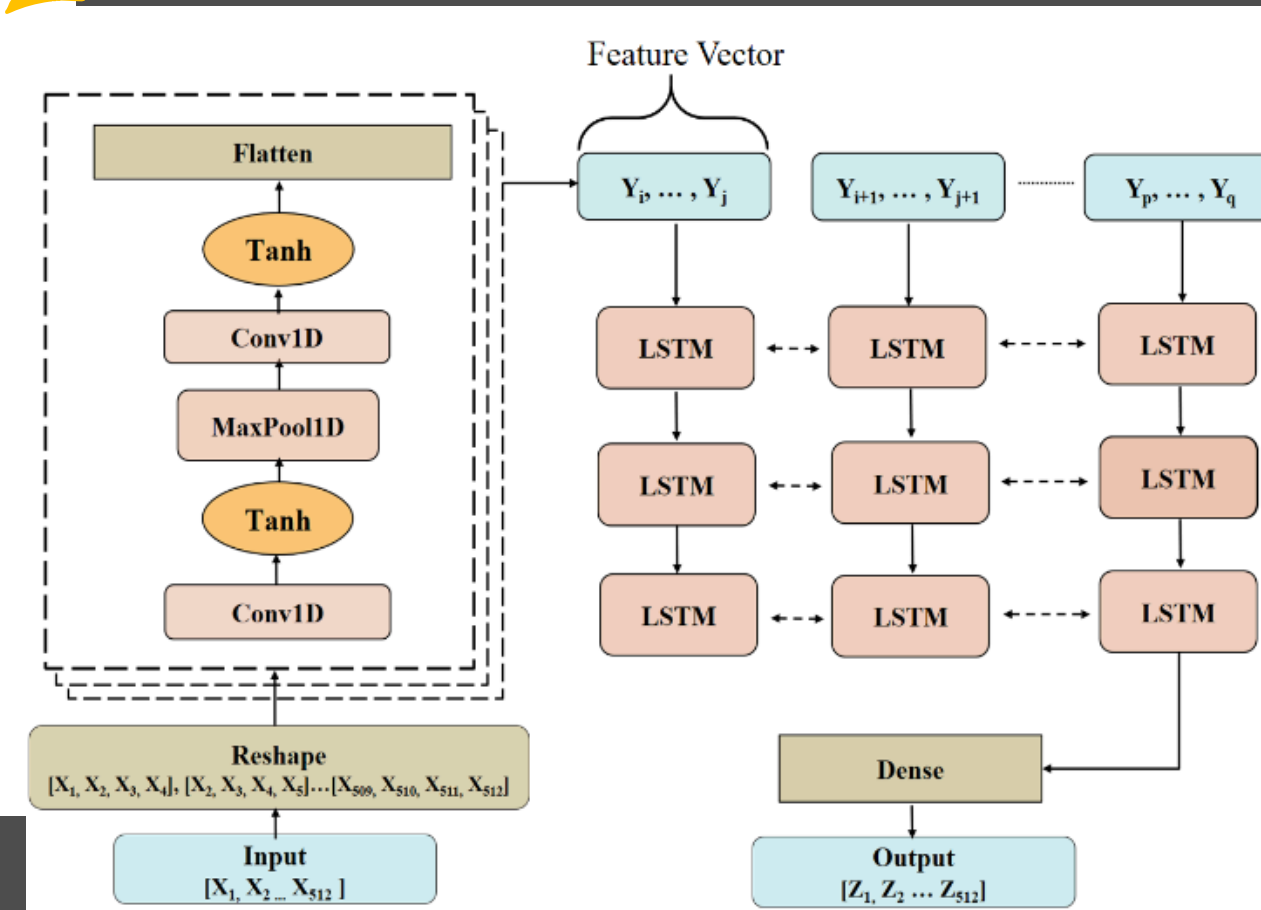 Feature Vector
Flatten
Tanh
Conv1D
MaxPool1D
Tanh
Conv1D
Reshape
[X₁, X₂, X₃, X₄], [X₂, X₃, X₄, X₅]...[X₅₀₉, X₅₁₀, X₅₁₁, X₅₁₂]
Input
[X₁, X₂ ... X₅₁₂ ]
Yᵢ, ... , Yⱼ
Yᵢ₊₁, ... , Yⱼ₊₁
Yₚ, ... , Y_q
LSTM
LSTM
LSTM
LSTM
LSTM
LSTM
LSTM
LSTM
LSTM
Dense
Output
[Z₁, Z₂ ... Z₅₁₂]